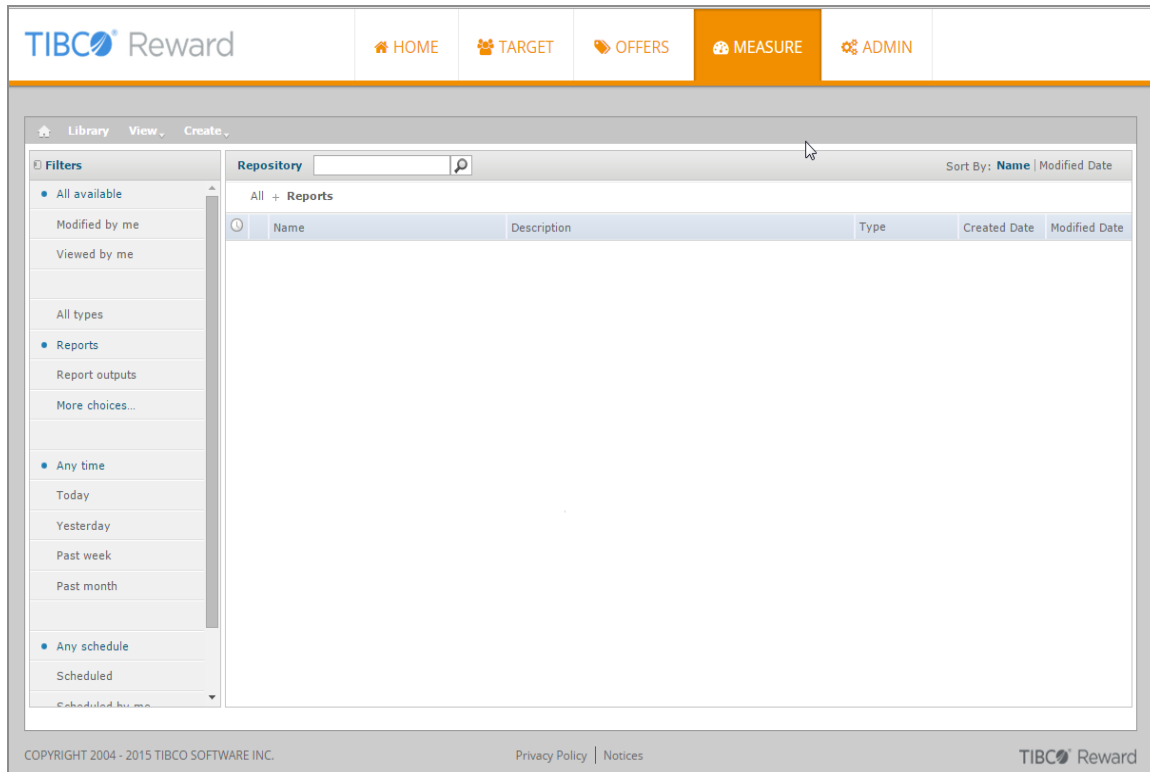 TIBCO® Reward
HOME TARGET OFFERS MEASURE ADMIN
Library View Create
Filters
All available
Modified by me
Viewed by me
All types
Reports
Report outputs
More choices...
Any time
Today
Yesterday
Past week
Past month
Any schedule
Scheduled
Scheduled by me
Repository
Sort By: Name | Modified Date
All + Reports
Name Description Type Created Date Modified Date
COPYRIGHT 2004 - 2015 TIBCO SOFTWARE INC.
Privacy Policy | Notices
TIBCO® Reward